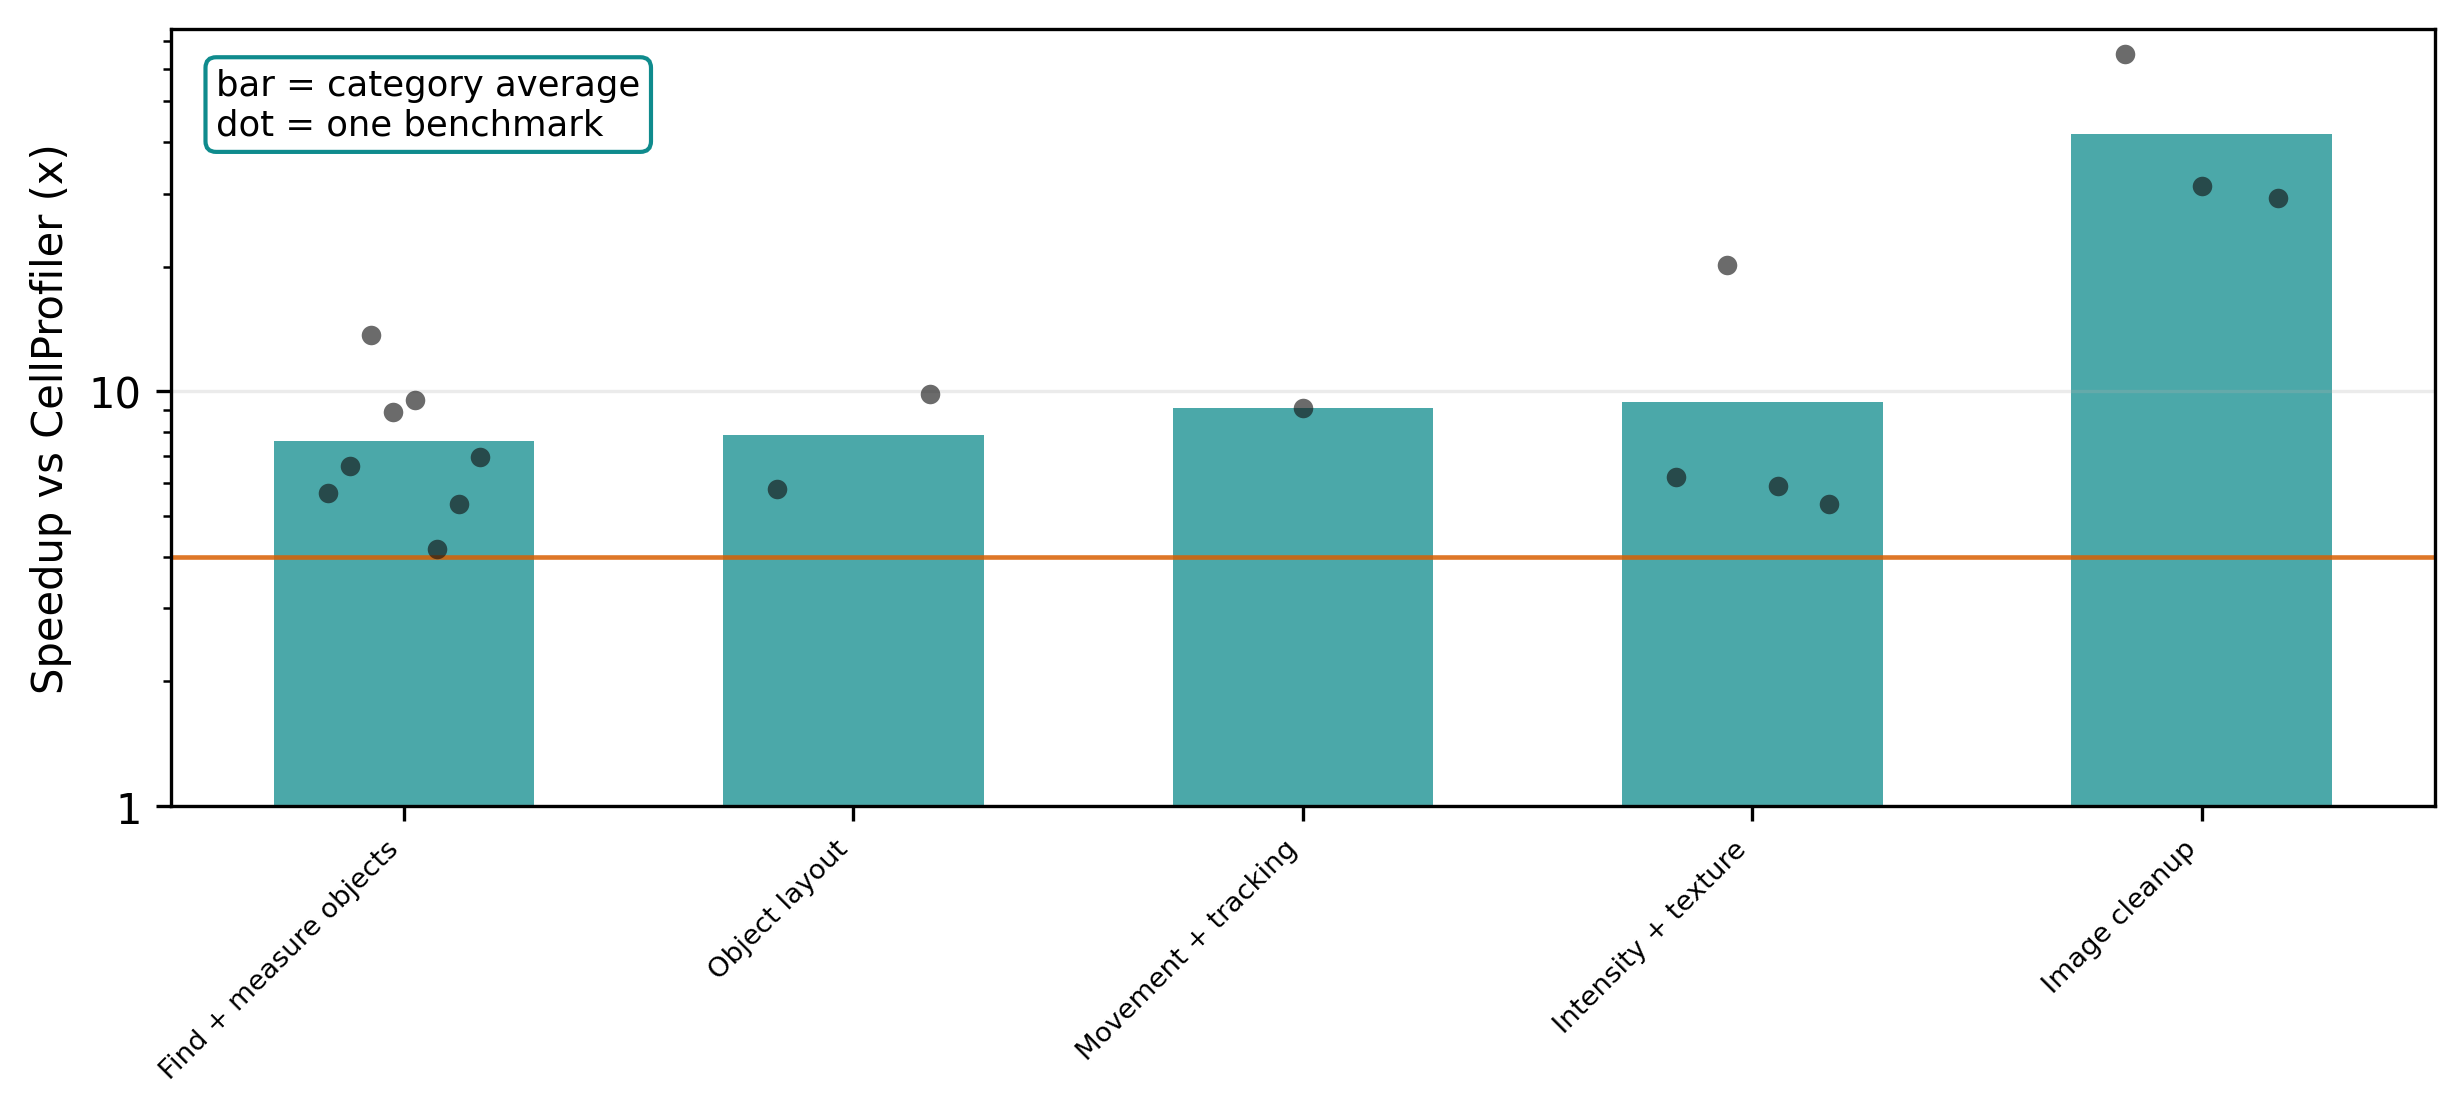 bar = category average
dot = one benchmark
Speedup vs CellProfiler (x)
10
1
Find + measure objects
Object layout
Movement + tracking
Intensity + texture
Image cleanup